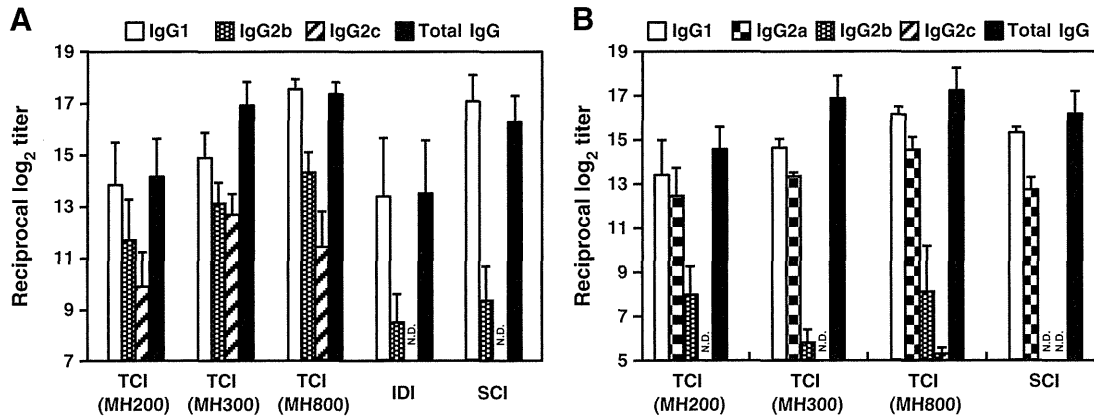 A
IgG1 IgG2b IgG2c Total IgG
Reciprocal log2 titer
19
17
15
13
11
9
7
N.D.
N.D.
TCI (MH200)
TCI (MH300)
TCI (MH800)
IDI
SCI
B
IgG1 IgG2a IgG2b IgG2c Total IgG
Reciprocal log2 titer
19
17
15
13
11
9
7
5
N.D.
N.D.
N.D.
N.D.
TCI (MH200)
TCI (MH300)
TCI (MH800)
SCI